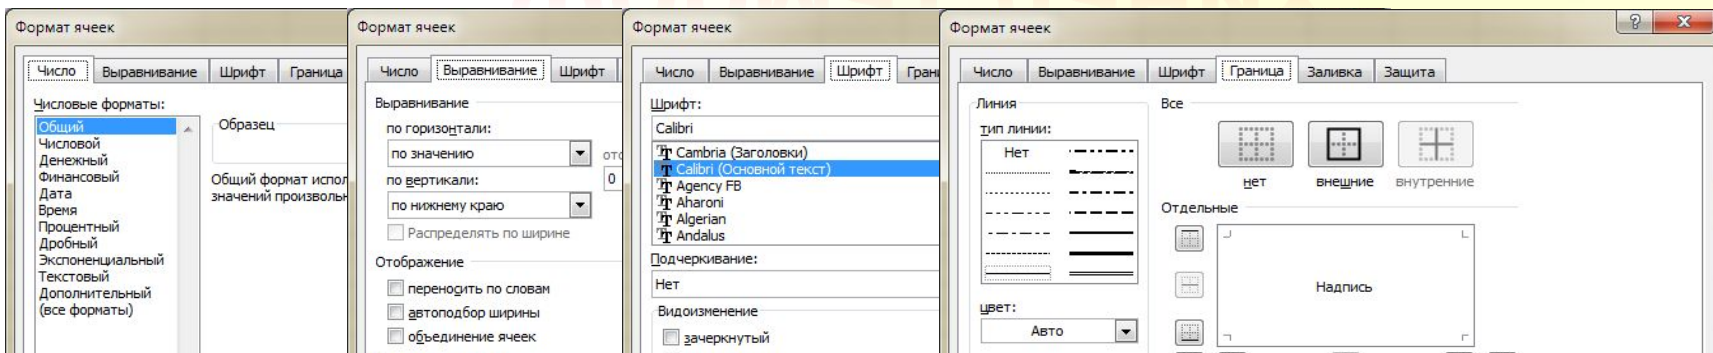 Формат ячеек
Число Выравнивание Шрифт Граница
Числовые форматы:
Общий
Числовой
Денежный
Финансовый
Дата
Время
Процентный
Дробный
Экспоненциальный
Текстовый
Дополнительный
(все форматы)
Образец
Общий формат испол
значений произволь
Формат ячеек
Число Выравнивание Шрифт
Выравнивание
по горизонтали:
по значению
по вертикали:
0
по нижнему краю
Распределять по ширине
Отображение
переносить по словам
автоподбор ширины
объединение ячеек
Формат ячеек
Число Выравнивание Шрифт Грани
Шрифт:
Calibri
Cambria (Заголовки)
Calibri (Основной текст)
Agency FB
Aharoni
Algerian
Andalus
Подчеркивание:
Нет
Видоизменение
зачеркнутый
Формат ячеек
Число Выравнивание Шрифт Граница Заливка Защита
Линия
тип линии:
Нет
цвет:
Авто
Все
нет внешние внутренние
Отдельные
Надпись